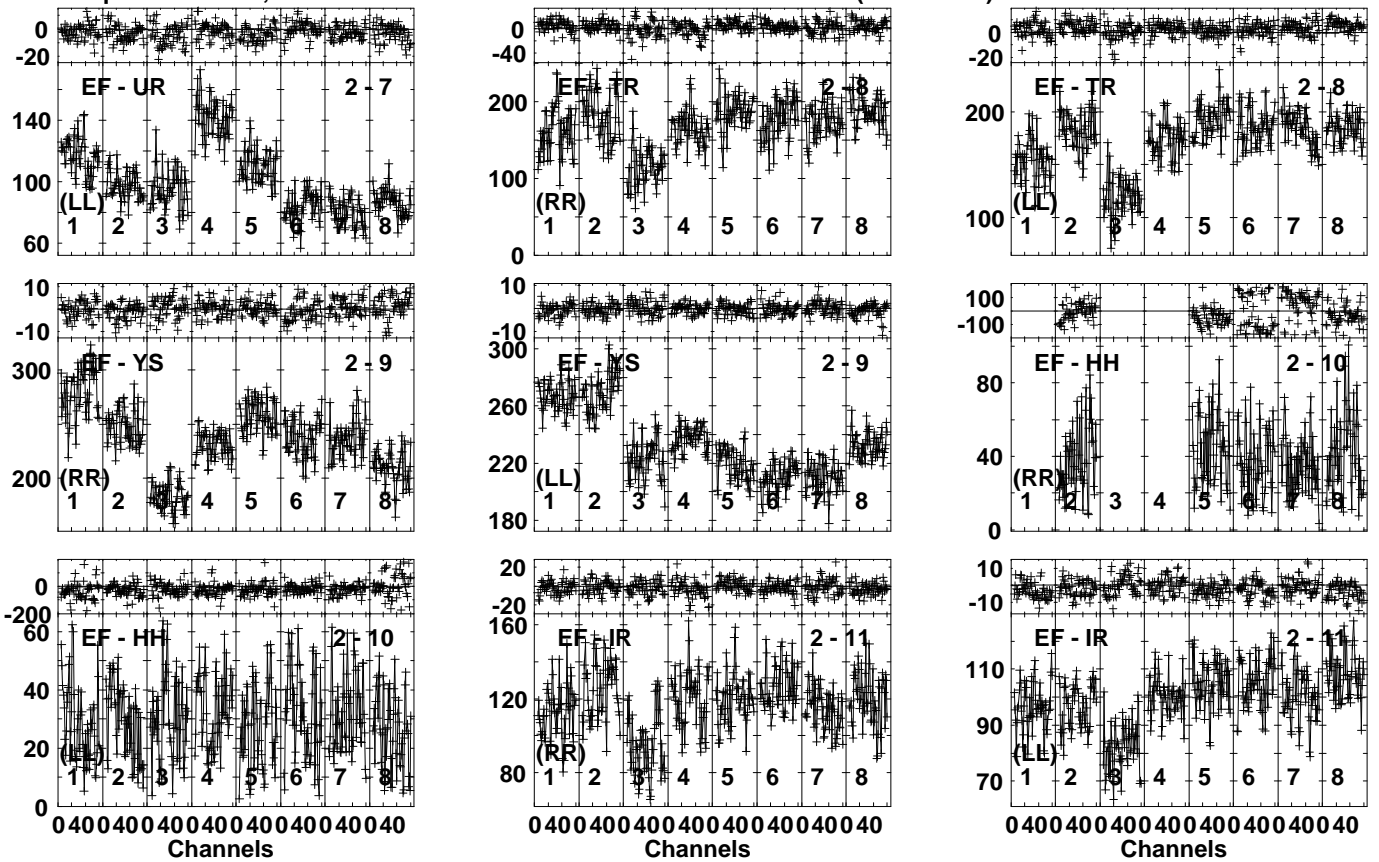 0
-20
EF - UR 2 - 7
140
100
60
(LL)
1 2 3 4 5 6 7 8
0
-40
EF - TR 2 - 8
200
100
0
(RR)
1 2 3 4 5 6 7 8
0
-20
EF - TR 2 - 8
200
100
(LL)
1 2 3 4 5 6 7 8
10
-10
EF - YS 2 - 9
300
200
(RR)
1 2 3 4 5 6 7 8
10
-10
EF - YS 2 - 9
300
260
220
180
(LL)
1 2 3 4 5 6 7 8
100
-100
EF - HH 2 - 10
80
40
0
(RR)
1 2 3 4 5 6 7 8
0
-200
EF - HH 2 - 10
60
40
20
0
(LL)
1 2 3 4 5 6 7 8
0 40 0 40 0 40 0 40 0 40 0 40 0 40 0 40
Channels
20
-20
EF - IR 2 - 11
160
120
80
(RR)
1 2 3 4 5 6 7 8
0 40 0 40 0 40 0 40 0 40 0 40 0 40 0 40
Channels
10
-10
EF - IR 2 - 11
110
90
70
(LL)
1 2 3 4 5 6 7 8
0 40 0 40 0 40 0 40 0 40 0 40 0 40 0 40
Channels